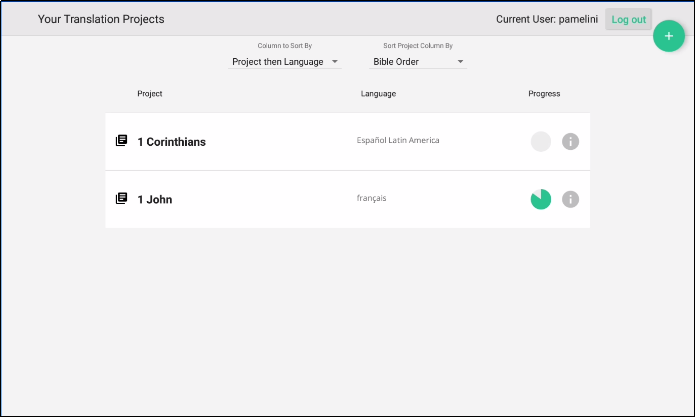 Your Translation Projects
Current User: pamelini
Log out
+
Column to Sort By
Sort Project Column By
Project then Language
Bible Order
Project
Language
Progress
1 Corinthians
Español Latin America
i
1 John
français
i